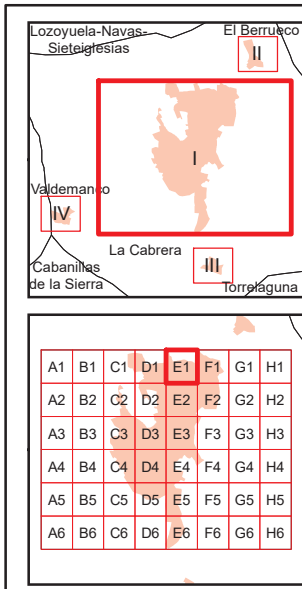 Lozoyuela-Navas-
Sieteiglesias
El Berrueco
II
I
Valdemanco
IV
La Cabrera
III
Cabanillas
de la Sierra
Torrelaguna
A1 B1 C1 D1 E1 F1 G1 H1
A2 B2 C2 D2 E2 F2 G2 H2
A3 B3 C3 D3 E3 F3 G3 H3
A4 B4 C4 D4 E4 F4 G4 H4
A5 B5 C5 D5 E5 F5 G5 H5
A6 B6 C6 D6 E6 F6 G6 H6